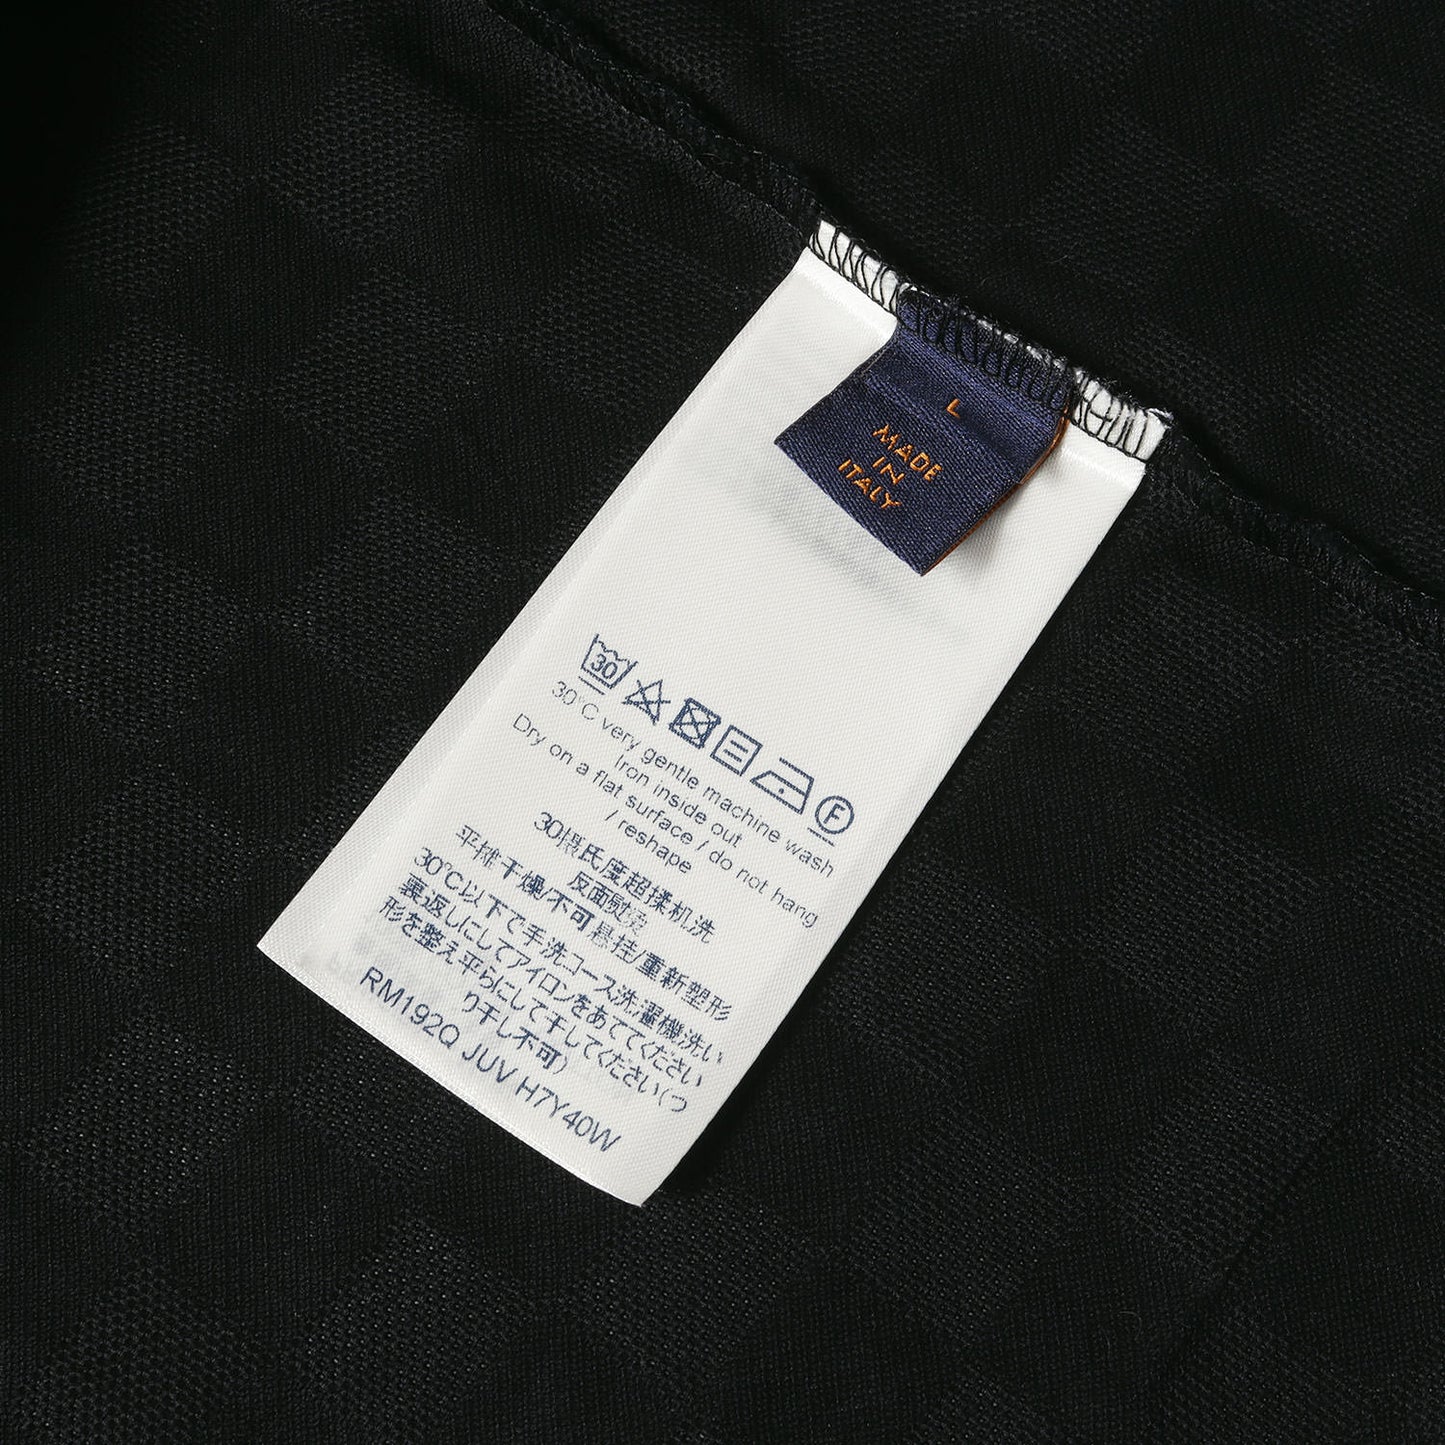 L
MADE
IN
ITALY
30
F
30°C very gentle machine wash
Iron inside out
Dry on a flat surface / do not hang
/ reshape
30摄氏度超揉机洗
反面熨烫
平摊干燥/不可悬挂/重新塑形
30℃以下で手洗コース洗濯機洗い
裏返しにしてアイロンをあててください
形を整え平らにして干してください(つ
り干し不可)
RM192Q JUV H7Y40W